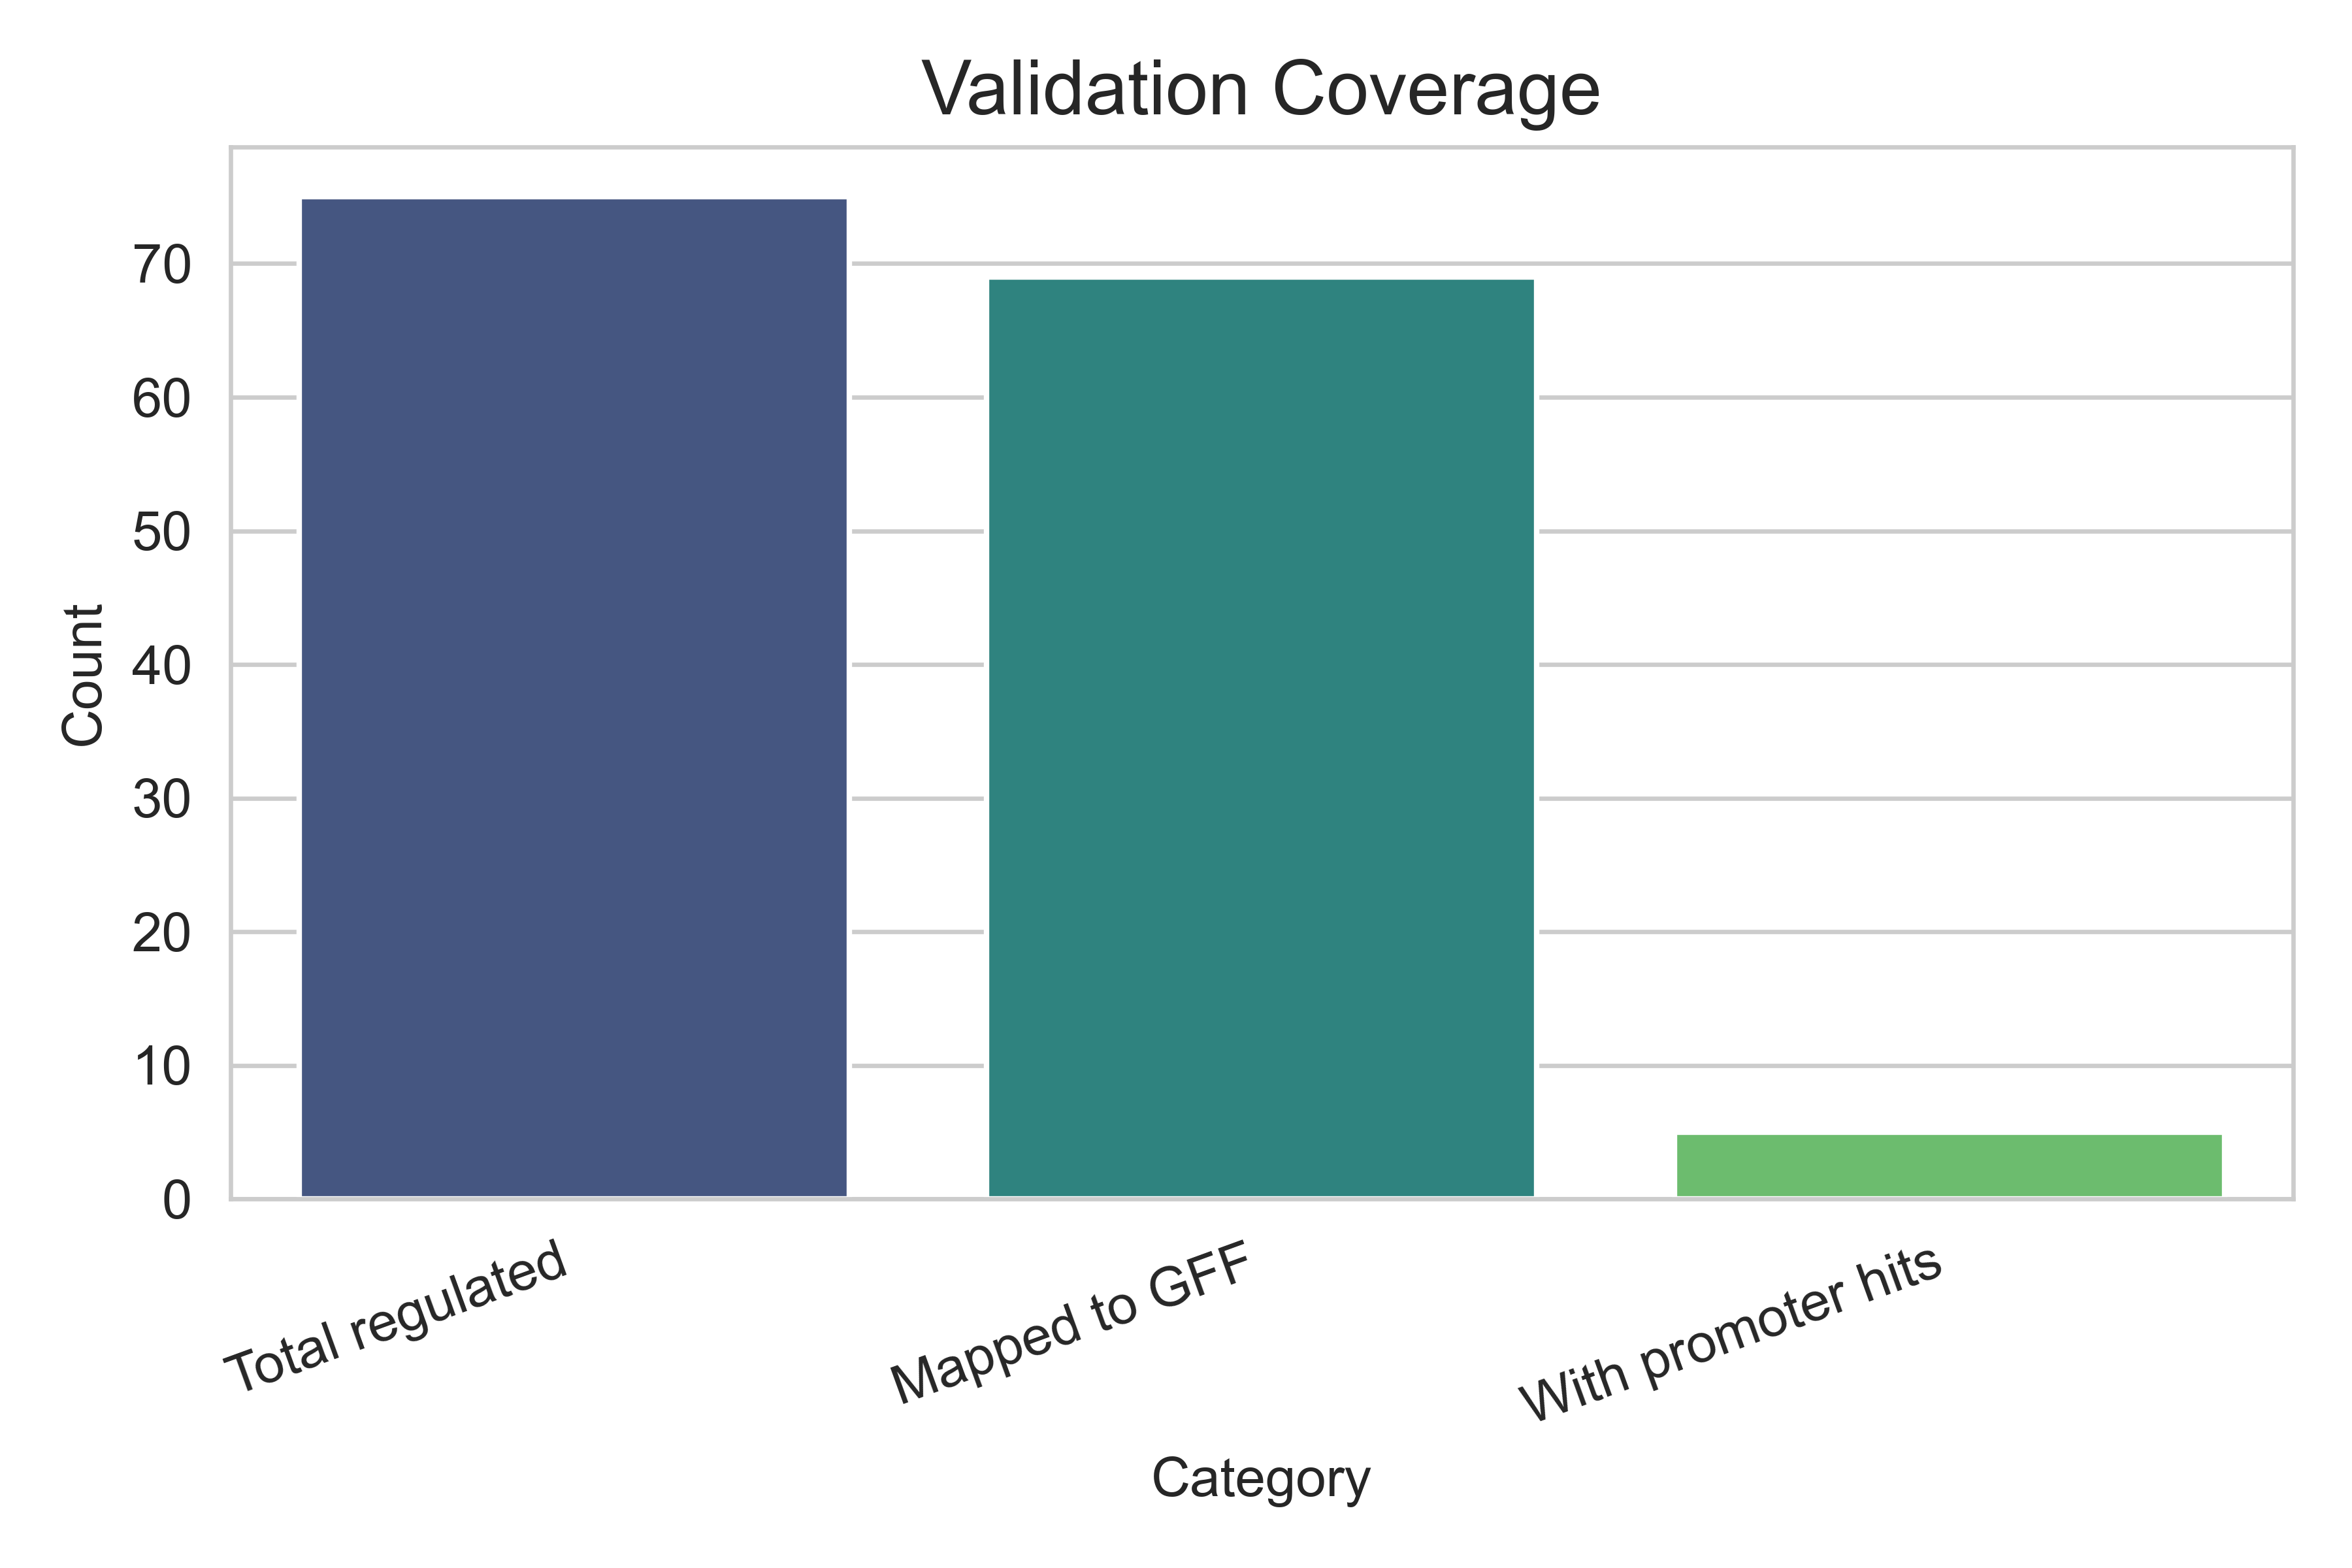 Validation Coverage
Count
70
60
50
40
30
20
10
0
Total regulated
Mapped to GFF
With promoter hits
Category